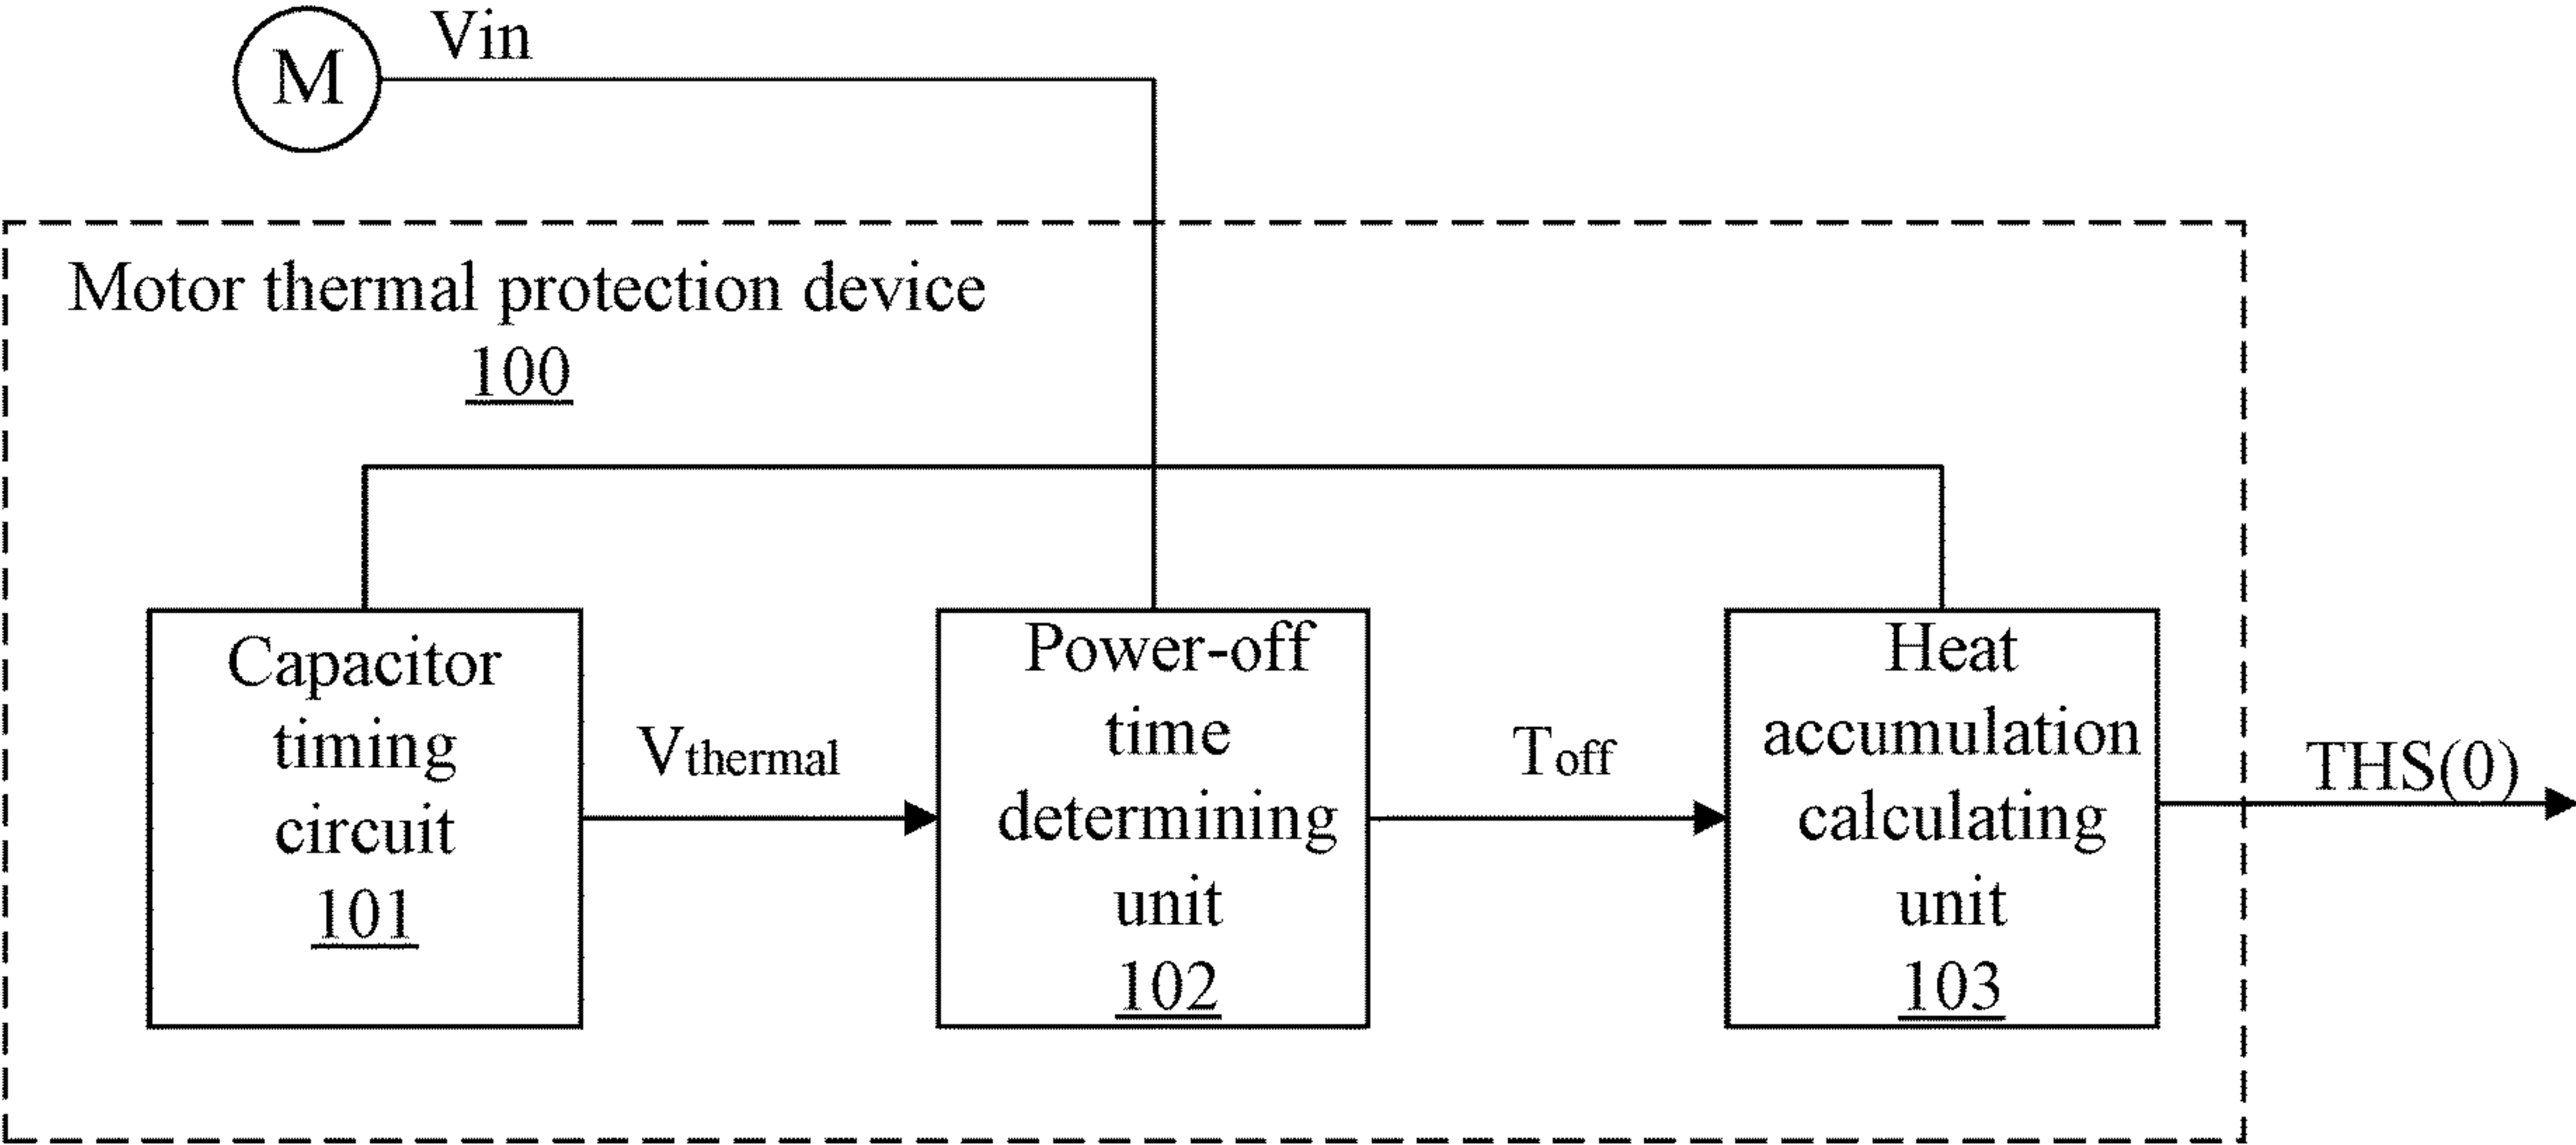 M
Vin
Motor thermal protection device
100
Capacitor
timing
circuit
101
Vthermal
Power-off
time
determining
unit
102
Toff
Heat
accumulation
calculating
unit
103
THS(0)